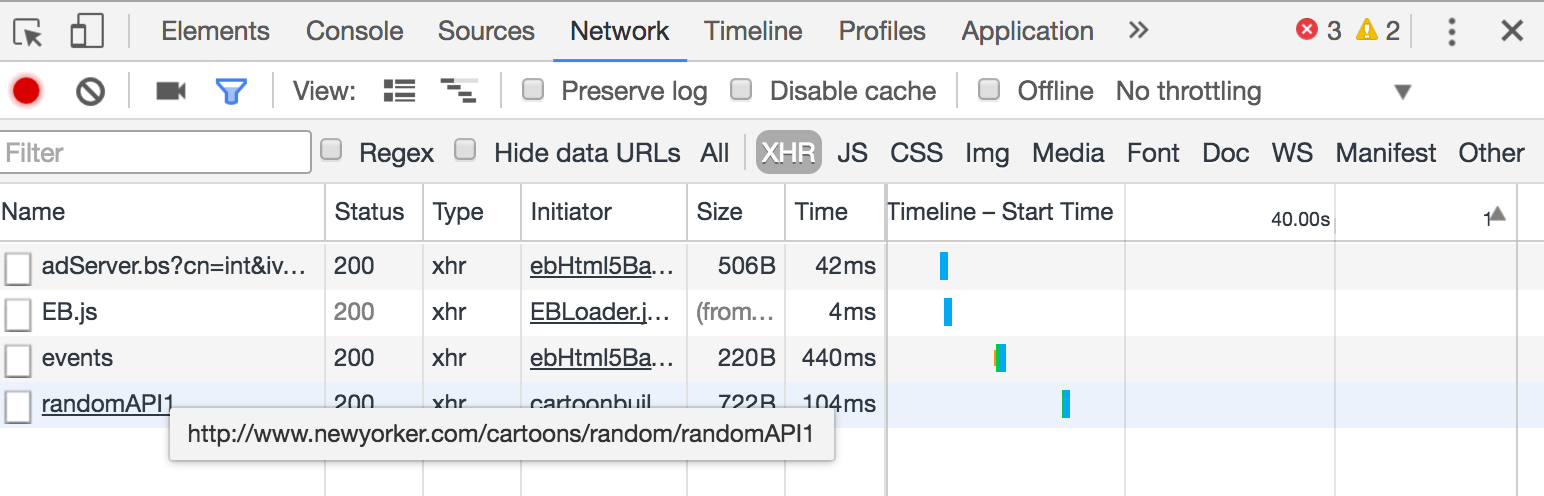 Elements Console Sources Network Timeline Profiles Application » 3 2
View: Preserve log Disable cache Offline No throttling
Filter Regex Hide data URLs All XHR JS CSS Img Media Font Doc WS Manifest Other
Name Status Type Initiator Size Time Timeline – Start Time 40.00s 1
adServer.bs?cn=int&iv... 200 xhr ebHtml5Ba... 506B 42ms
EB.js 200 xhr EBLoader.j... (from... 4ms
events 200 xhr ebHtml5Ba... 220B 440ms
randomAPI1 200 xhr cartoonbuil... 722B 104ms
http://www.newyorker.com/cartoons/random/randomAPI1